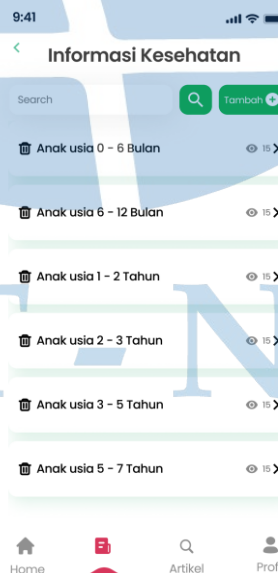 9:41
Informasi Kesehatan
Search
Tambah
Anak usia 0 - 6 Bulan
15
Anak usia 6 - 12 Bulan
15
Anak usia 1 - 2 Tahun
15
Anak usia 2 - 3 Tahun
15
Anak usia 3 - 5 Tahun
15
Anak usia 5 - 7 Tahun
15
Home
Artikel